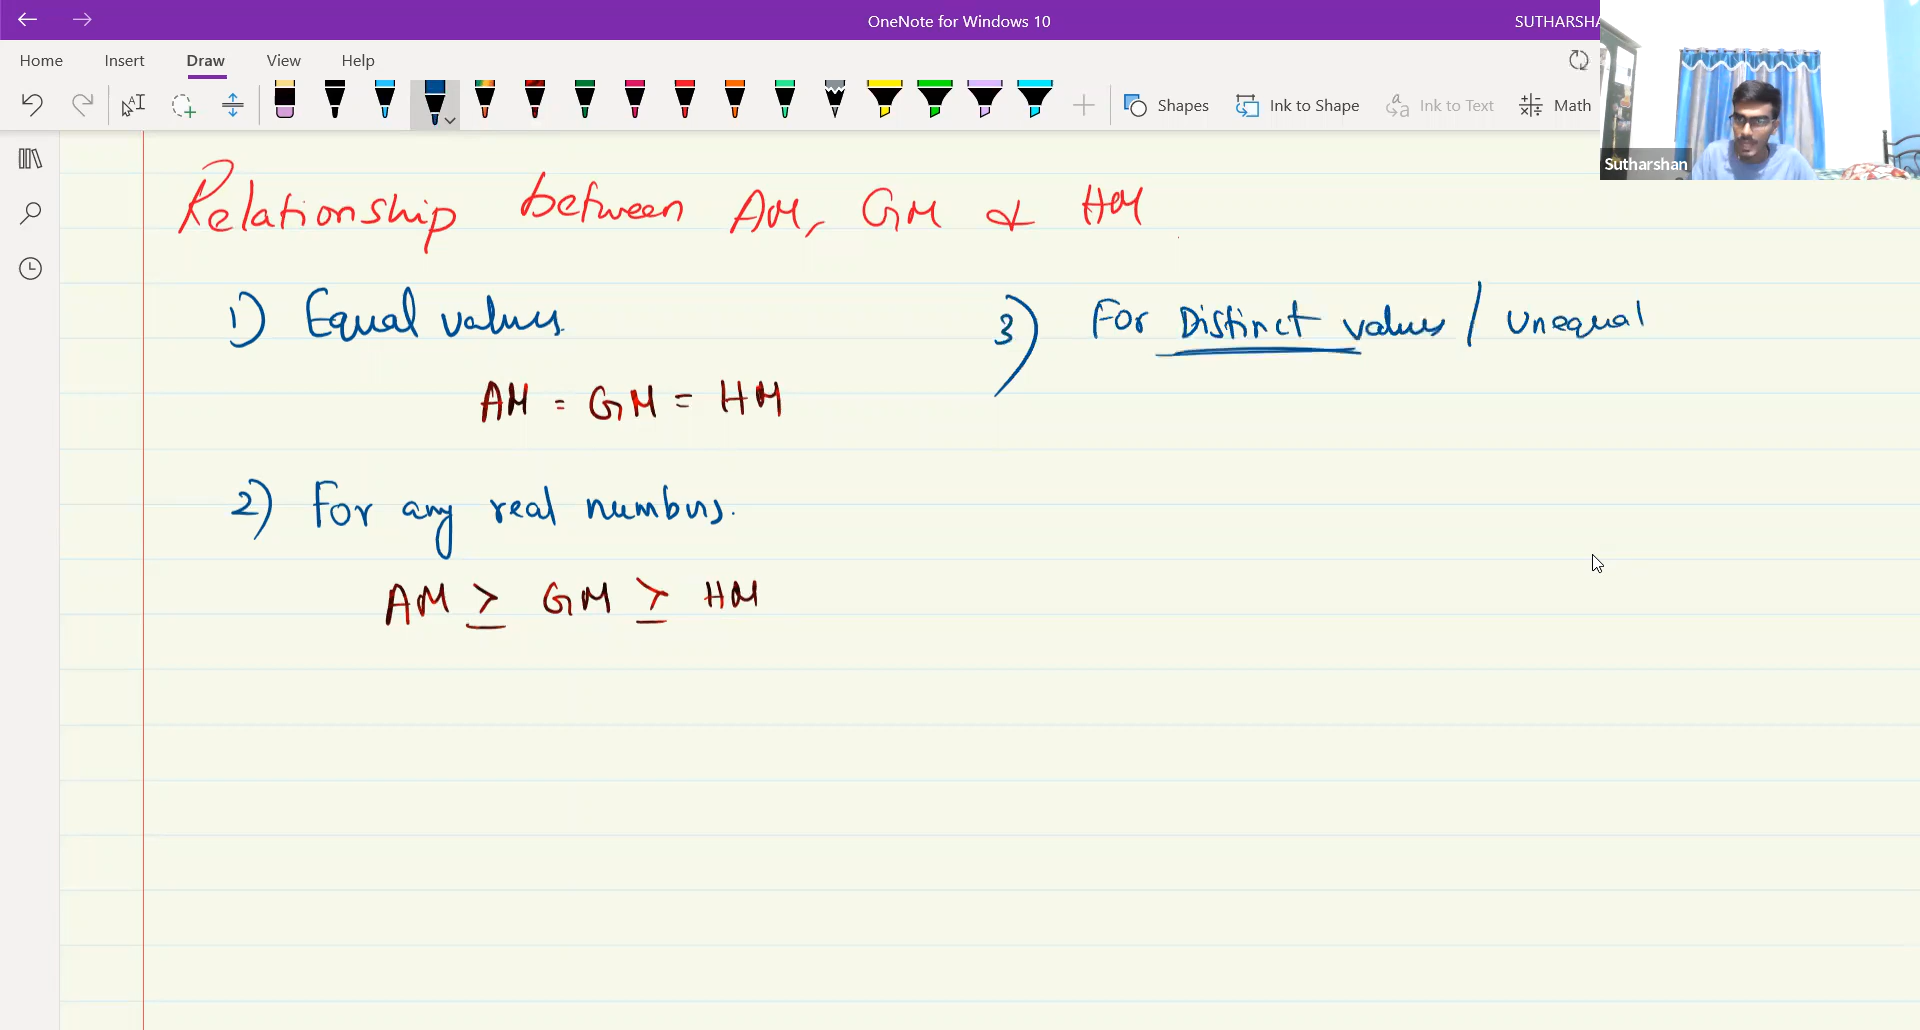 OneNote for Windows 10
SUTHARSHA
Home Insert Draw View Help
Shapes Ink to Shape Ink to Text Math
Sutharshan
Relationship between AM, GM & HM
1) Equal values.
AM = GM = HM
2) For any real numbers.
AM ≥ GM ≥ HM
3) For Distinct values / Unequal